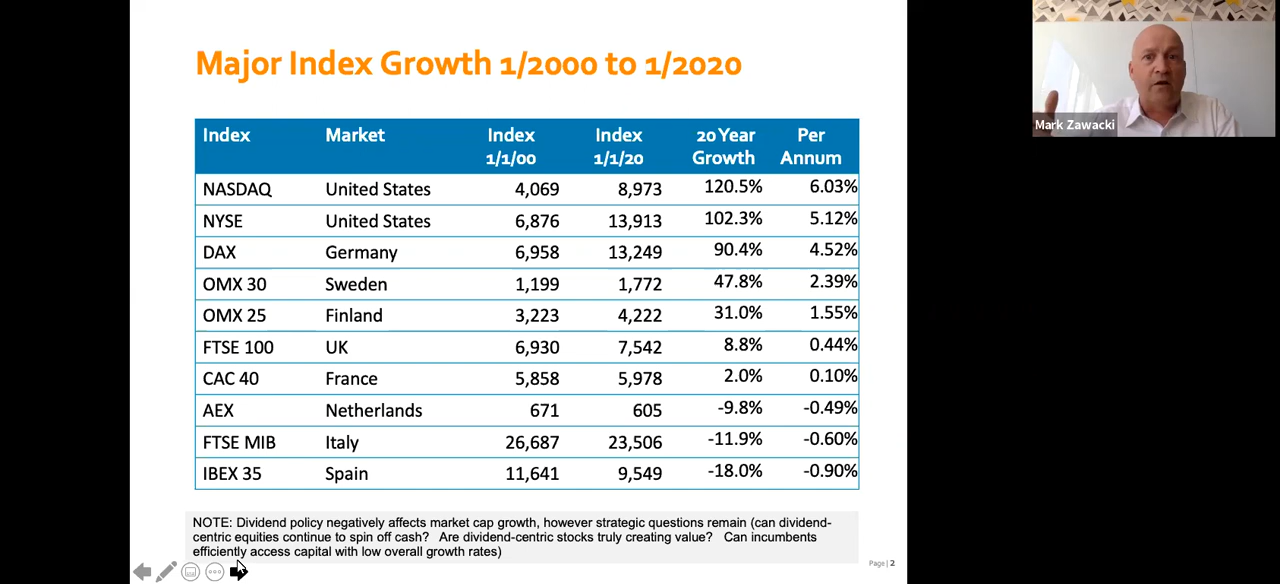 Major Index Growth 1/2000 to 1/2020
Index Market Index 1/1/00 Index 1/1/20 20 Year Growth Per Annum
NASDAQ United States 4,069 8,973 120.5% 6.03%
NYSE United States 6,876 13,913 102.3% 5.12%
DAX Germany 6,958 13,249 90.4% 4.52%
OMX 30 Sweden 1,199 1,772 47.8% 2.39%
OMX 25 Finland 3,223 4,222 31.0% 1.55%
FTSE 100 UK 6,930 7,542 8.8% 0.44%
CAC 40 France 5,858 5,978 2.0% 0.10%
AEX Netherlands 671 605 -9.8% -0.49%
FTSE MIB Italy 26,687 23,506 -11.9% -0.60%
IBEX 35 Spain 11,641 9,549 -18.0% -0.90%
NOTE: Dividend policy negatively affects market cap growth, however strategic questions remain (can dividend-
centric equities continue to spin off cash? Are dividend-centric stocks truly creating value? Can incumbents
efficiently access capital with low overall growth rates)
Page | 2
Mark Zawacki